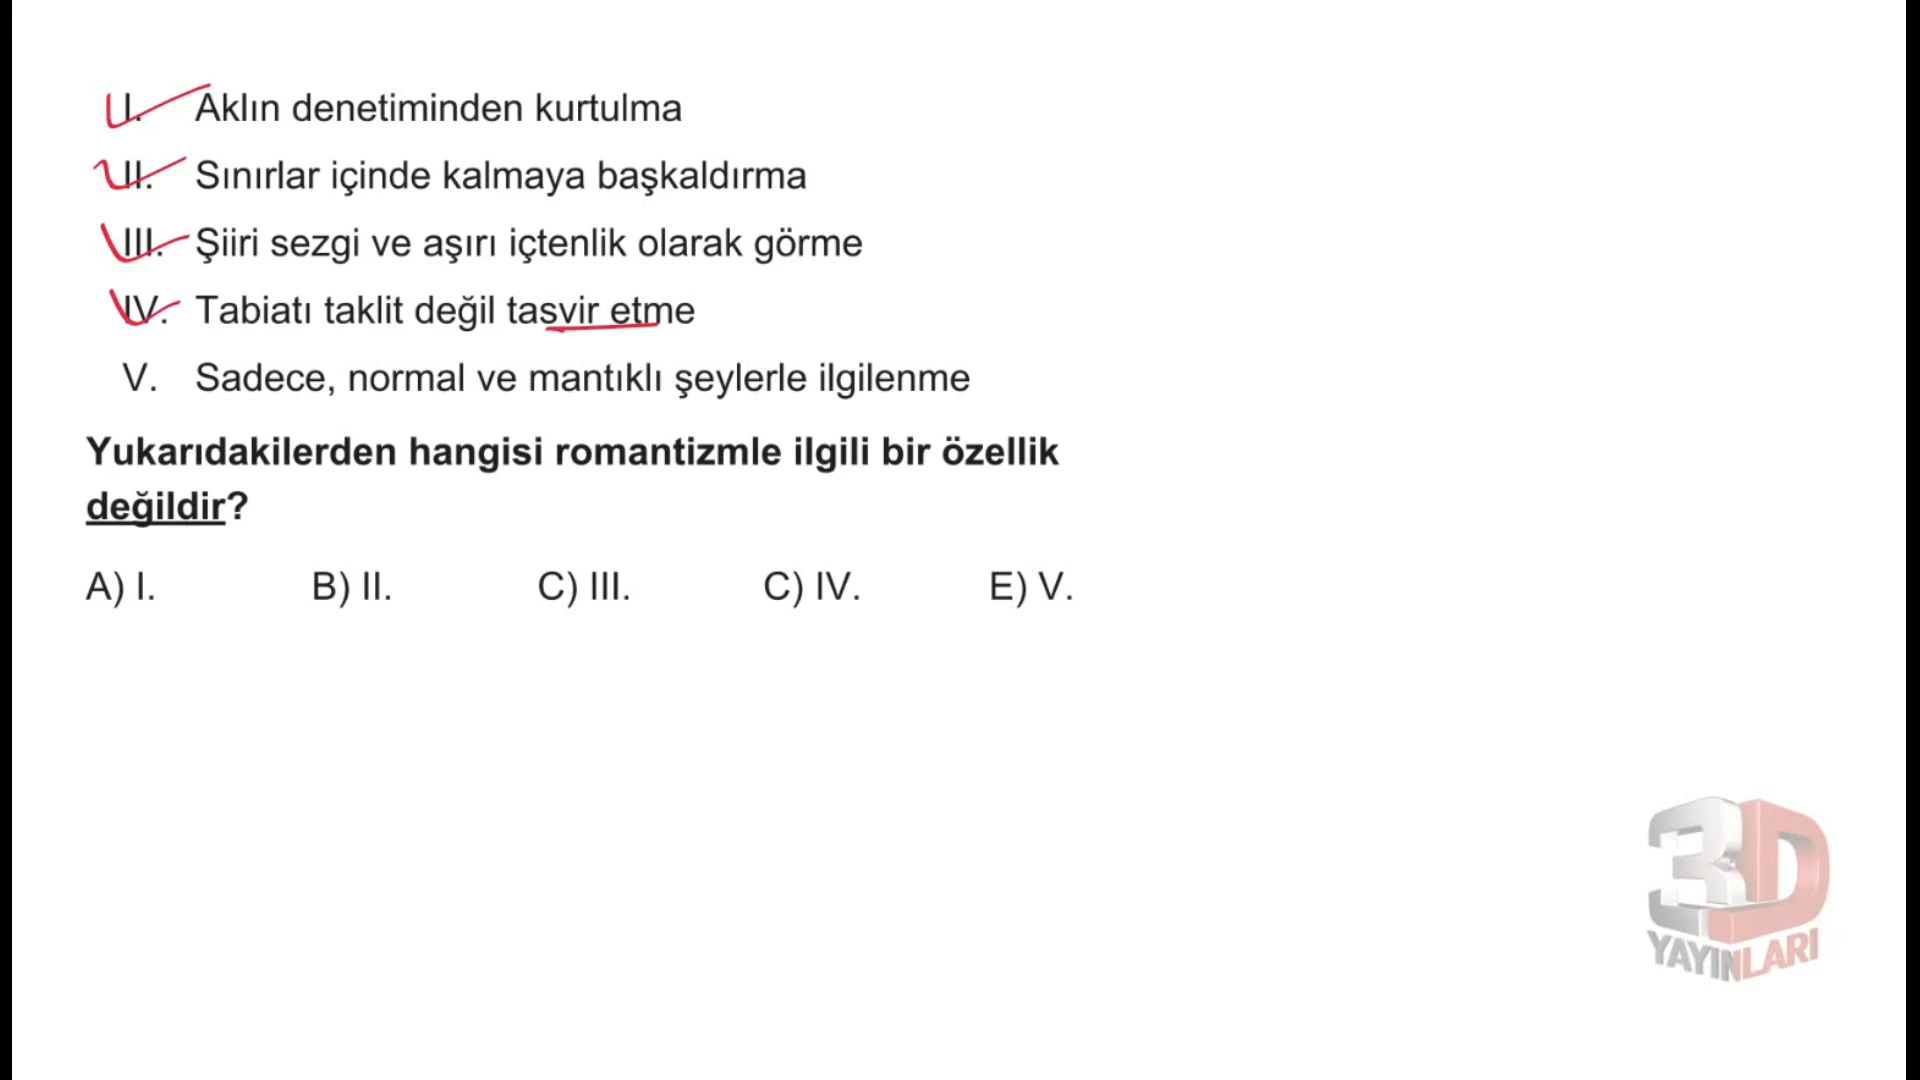 I. Aklın denetiminden kurtulma
II. Sınırlar içinde kalmaya başkaldırma
III. Şiiri sezgi ve aşırı içtenlik olarak görme
IV. Tabiatı taklit değil tasvir etme
V. Sadece, normal ve mantıklı şeylerle ilgilenme
Yukarıdakilerden hangisi romantizmle ilgili bir özellik
değildir?
A) I. B) II. C) III. C) IV. E) V.
3D
YAYINLARI